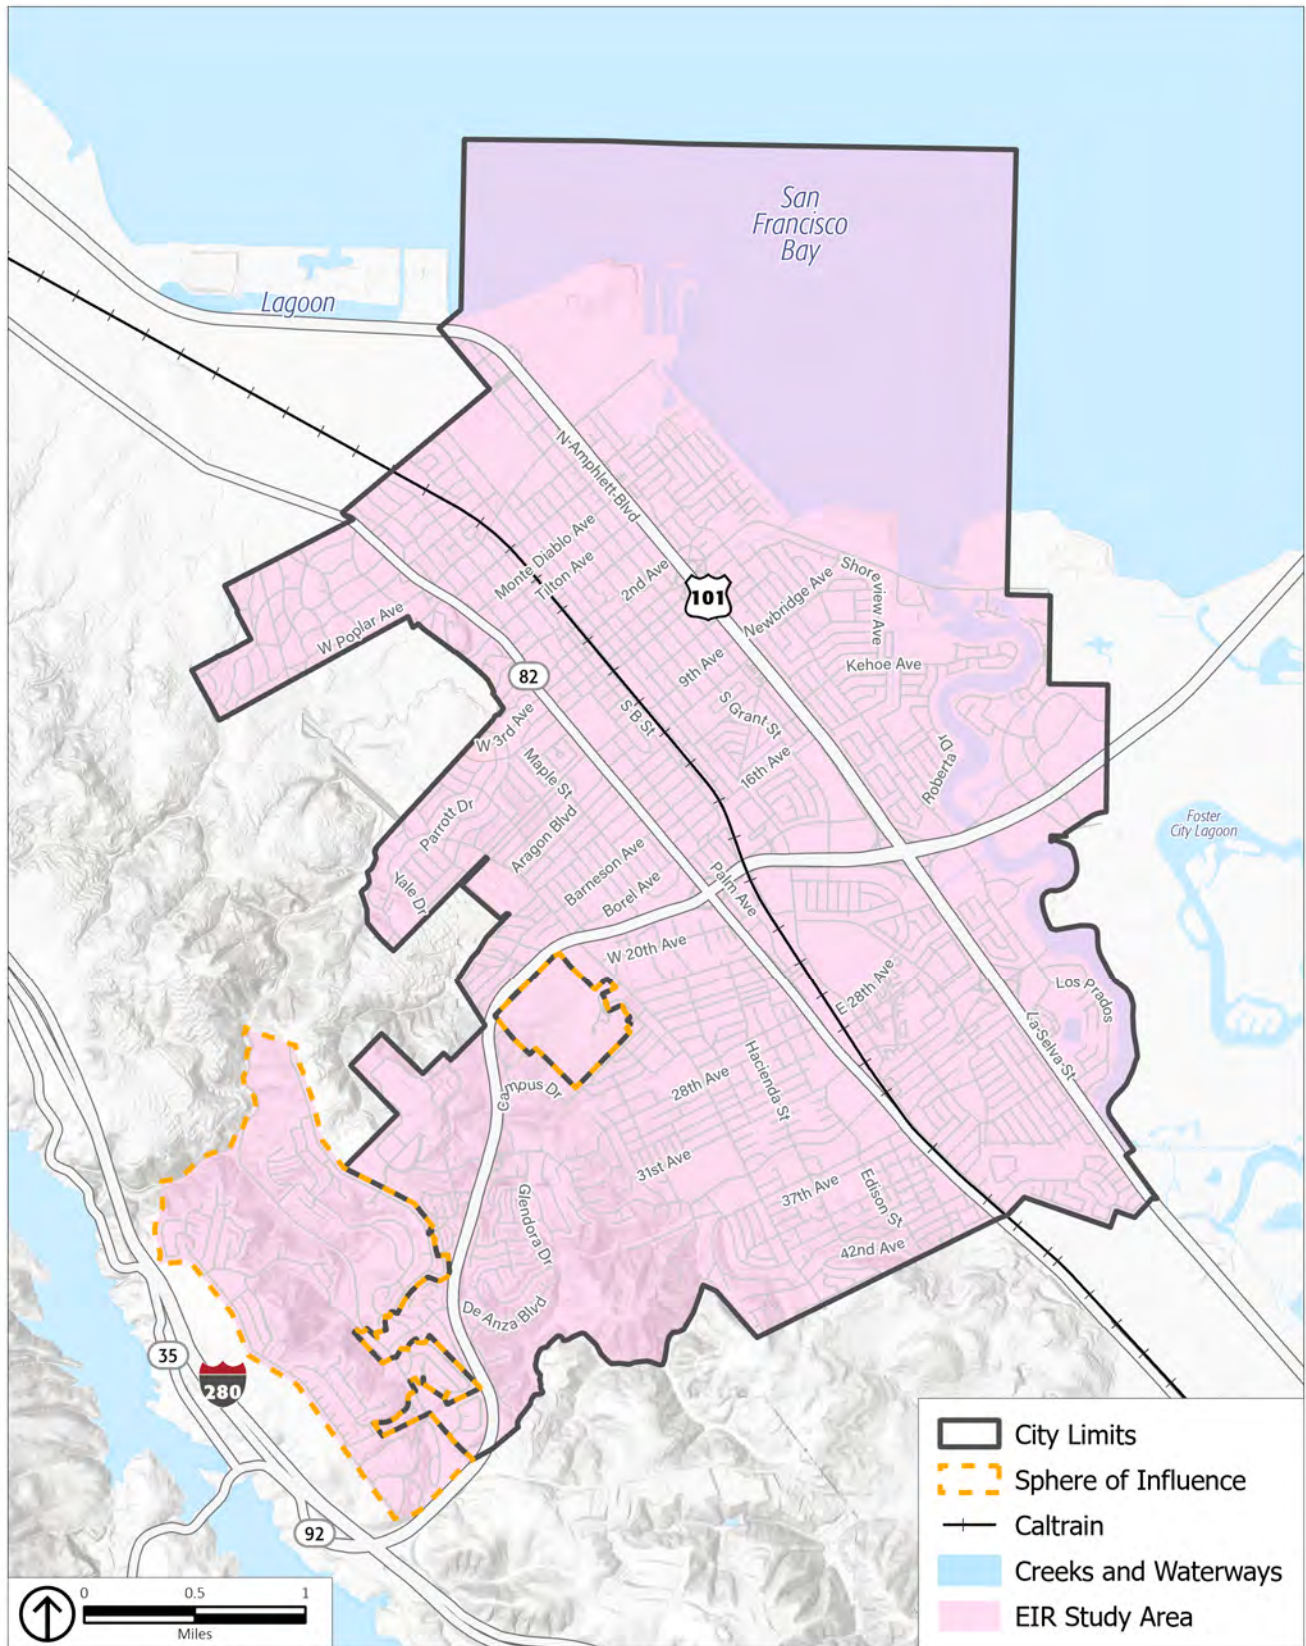 San
Francisco
Bay
Lagoon
N Amphlett Blvd
Monte Diablo Ave
Tilton Ave
2nd Ave
101
Newbridge Ave
Shoreview Ave
W Poplar Ave
Kehoe Ave
82
9th Ave
S B St
S Grant St
W 3rd Ave
Maple St
16th Ave
Roberta Dr
Parrott Dr
Aragon Blvd
Foster
City Lagoon
Yale Dr
Barneson Ave
Borel Ave
Palm Ave
W 20th Ave
E 28th Ave
Los Prados
La Selva St
Campus Dr
28th Ave
Hacienda St
31st Ave
37th Ave
Edison St
Glendora Dr
42nd Ave
De Anza Blvd
35
280
92
City Limits
Sphere of Influence
Caltrain
Creeks and Waterways
EIR Study Area
0 0.5 1
Miles